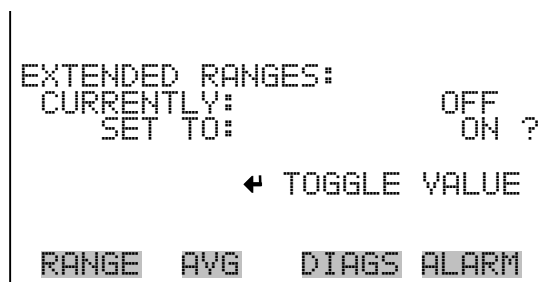 EXTENDED RANGES:
CURRENTLY: OFF
SET TO: ON ?
↵ TOGGLE VALUE
RANGE AVG DIAGS ALARM